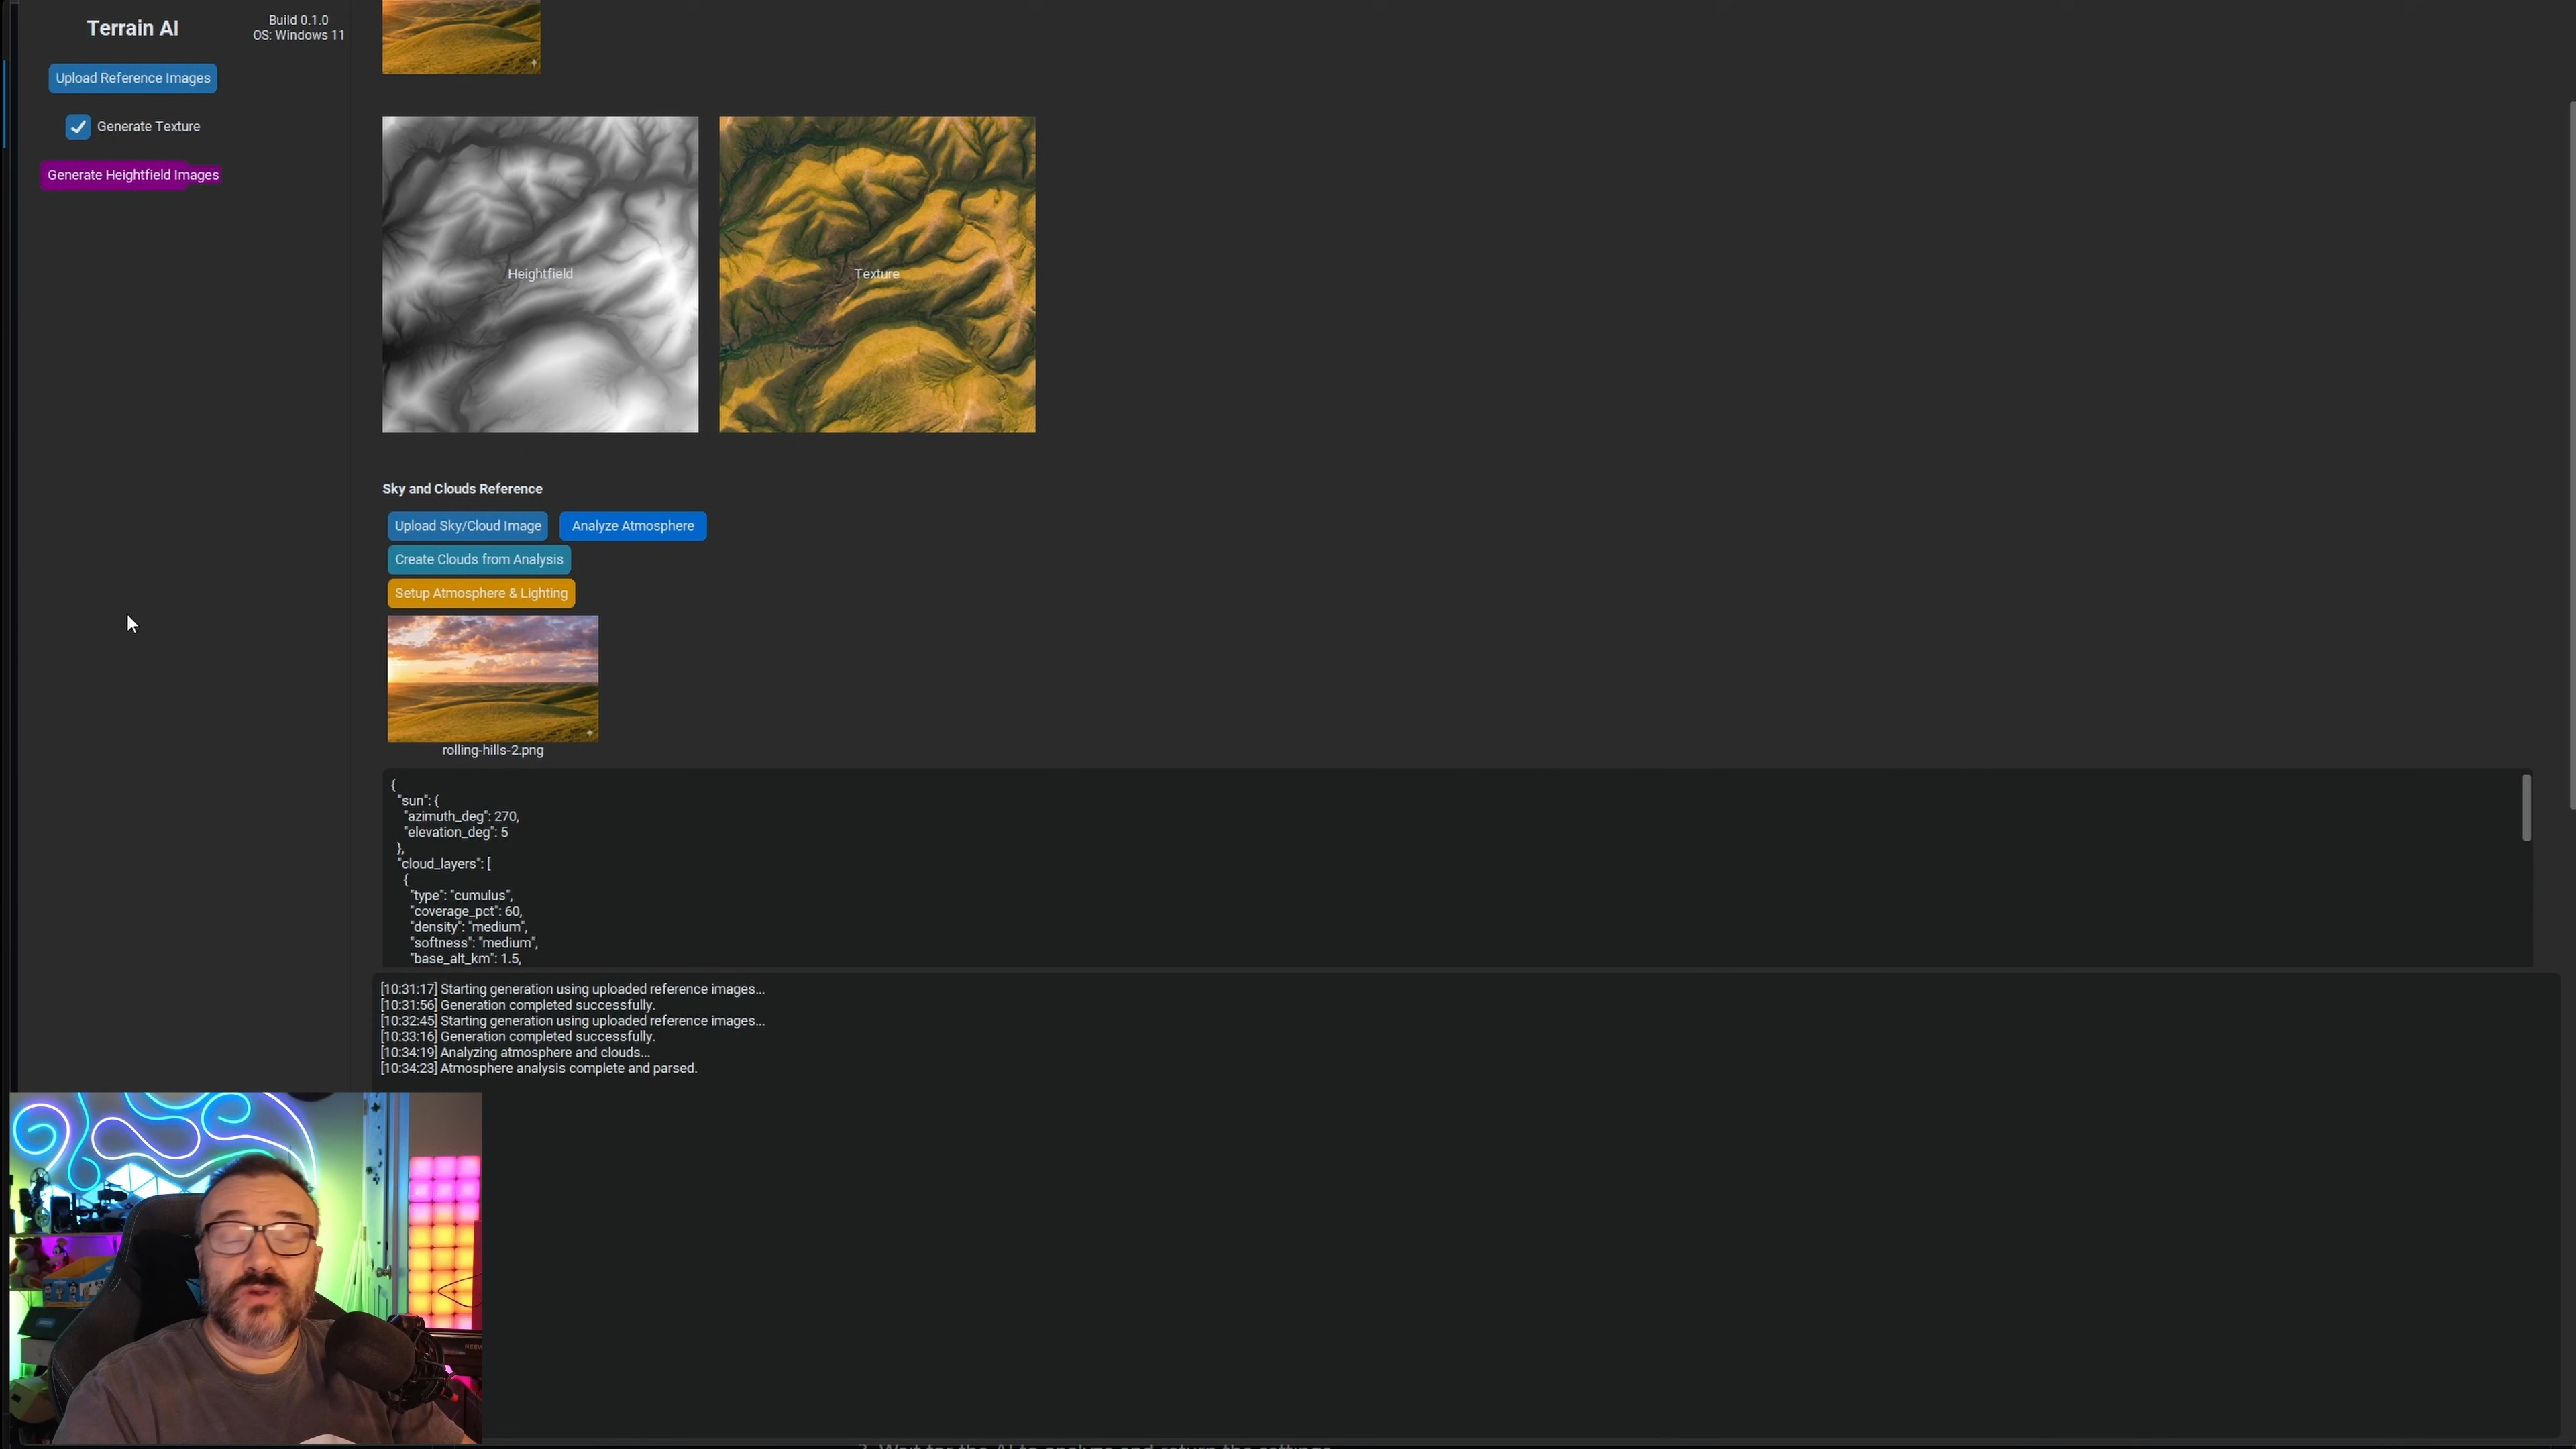 Terrain AI
Build 0.1.0
OS: Windows 11
Upload Reference Images
Generate Texture
Generate Heightfield Images
Heightfield
Texture
Sky and Clouds Reference
Upload Sky/Cloud Image
Analyze Atmosphere
Create Clouds from Analysis
Setup Atmosphere & Lighting
rolling-hills-2.png
{
"sun": {
"azimuth_deg": 270,
"elevation_deg": 5
},
"cloud_layers": [
{
"type": "cumulus",
"coverage_pct": 60,
"density": "medium",
"softness": "medium",
"base_alt_km": 1.5,
[10:31:17] Starting generation using uploaded reference images...
[10:31:56] Generation completed successfully.
[10:32:45] Starting generation using uploaded reference images...
[10:33:16] Generation completed successfully.
[10:34:19] Analyzing atmosphere and clouds...
[10:34:23] Atmosphere analysis complete and parsed.